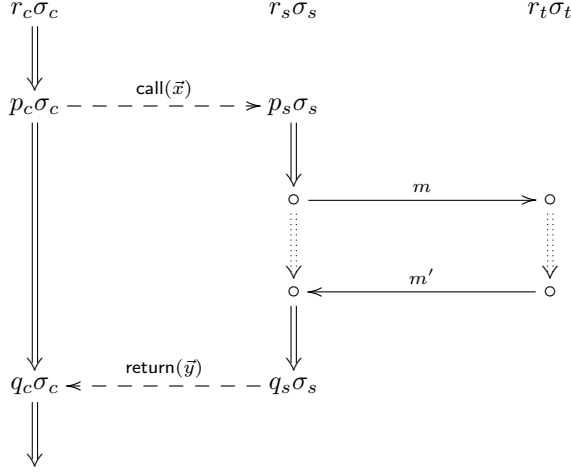 r_cσ_c r_sσ_s r_tσ_t
call(x⃗)
p_cσ_c p_sσ_s
m
m′
return(y⃗)
q_cσ_c q_sσ_s